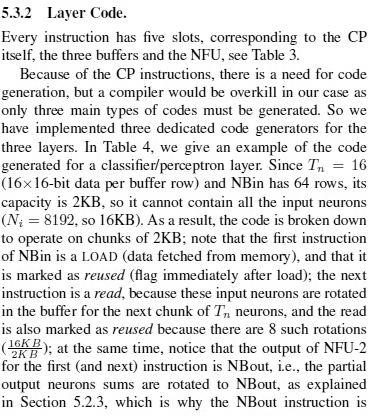 5.3.2 Layer Code.
Every instruction has five slots, corresponding to the CP
itself, the three buffers and the NFU, see Table 3.
Because of the CP instructions, there is a need for code
generation, but a compiler would be overkill in our case as
only three main types of codes must be generated. So we
have implemented three dedicated code generators for the
three layers. In Table 4, we give an example of the code
generated for a classifier/perceptron layer. Since Tn = 16
(16×16-bit data per buffer row) and NBin has 64 rows, its
capacity is 2KB, so it cannot contain all the input neurons
(Ni = 8192, so 16KB). As a result, the code is broken down
to operate on chunks of 2KB; note that the first instruction
of NBin is a LOAD (data fetched from memory), and that it
is marked as reused (flag immediately after load); the next
instruction is a read, because these input neurons are rotated
in the buffer for the next chunk of Tn neurons, and the read
is also marked as reused because there are 8 such rotations
(16KB/2KB); at the same time, notice that the output of NFU-2
for the first (and next) instruction is NBout, i.e., the partial
output neurons sums are rotated to NBout, as explained
in Section 5.2.3, which is why the NBout instruction is